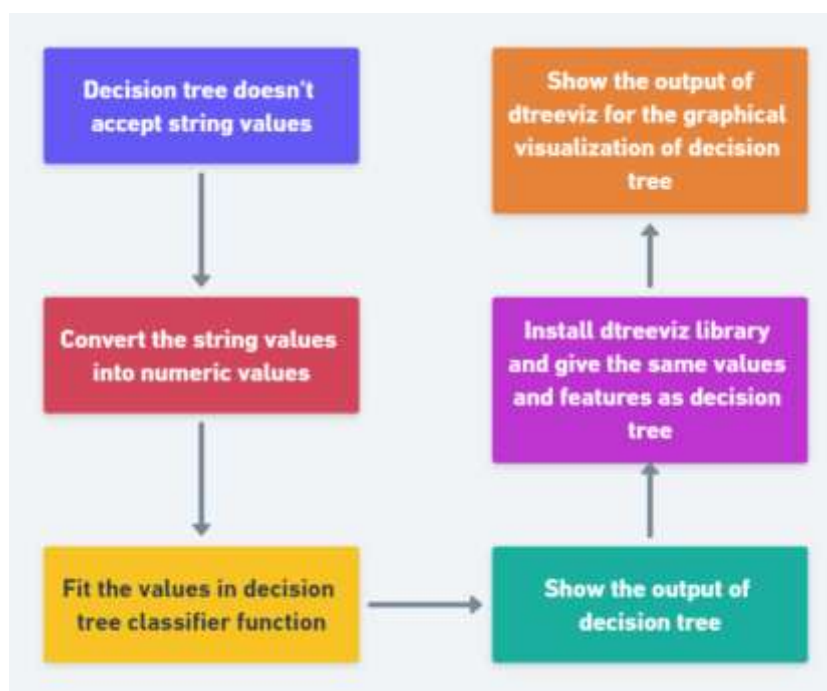 Decision tree doesn't
accept string values
Convert the string values
into numeric values
Fit the values in decision
tree classifier function
Show the output of
decision tree
Install dtreeviz library
and give the same values
and features as decision
tree
Show the output of
dtreeviz for the graphical
visualization of decision
tree